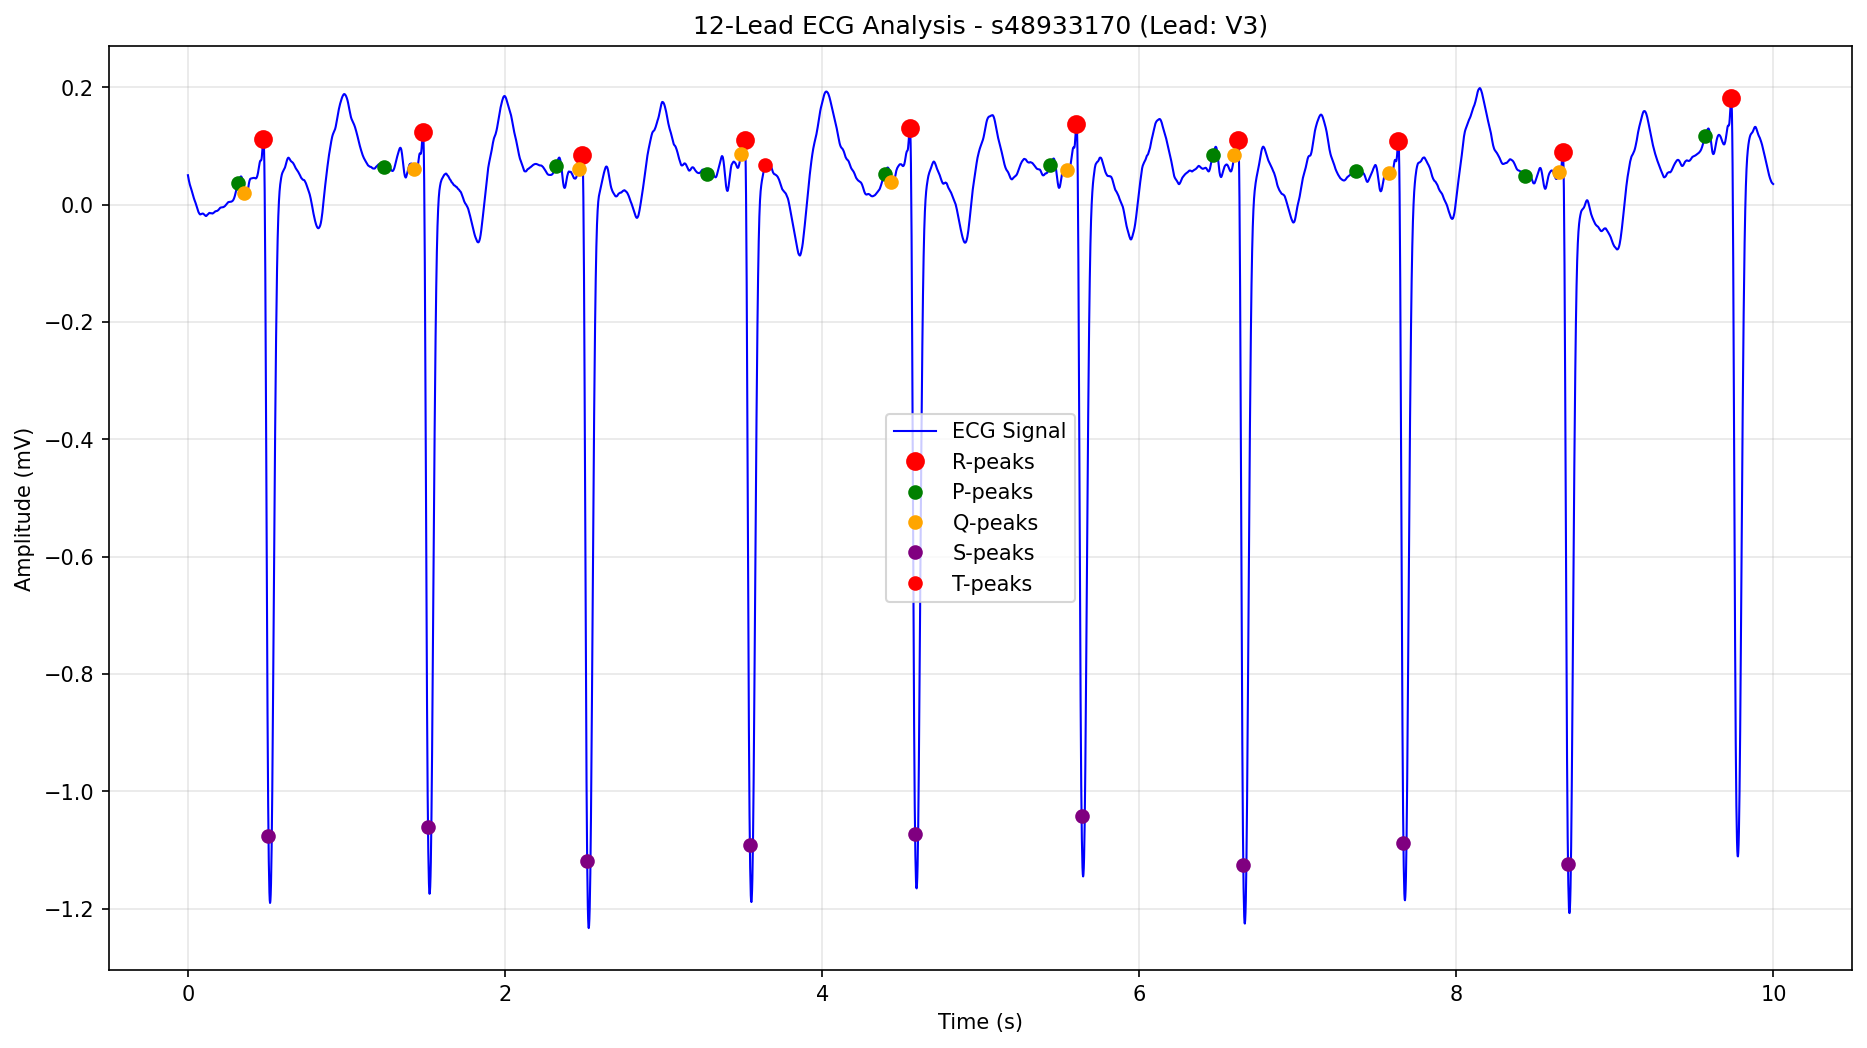 12-Lead ECG Analysis - s48933170 (Lead: V3)
Amplitude (mV)
0.2
0.0
−0.2
−0.4
−0.6
−0.8
−1.0
−1.2
ECG Signal
R-peaks
P-peaks
Q-peaks
S-peaks
T-peaks
0 2 4 6 8 10
Time (s)